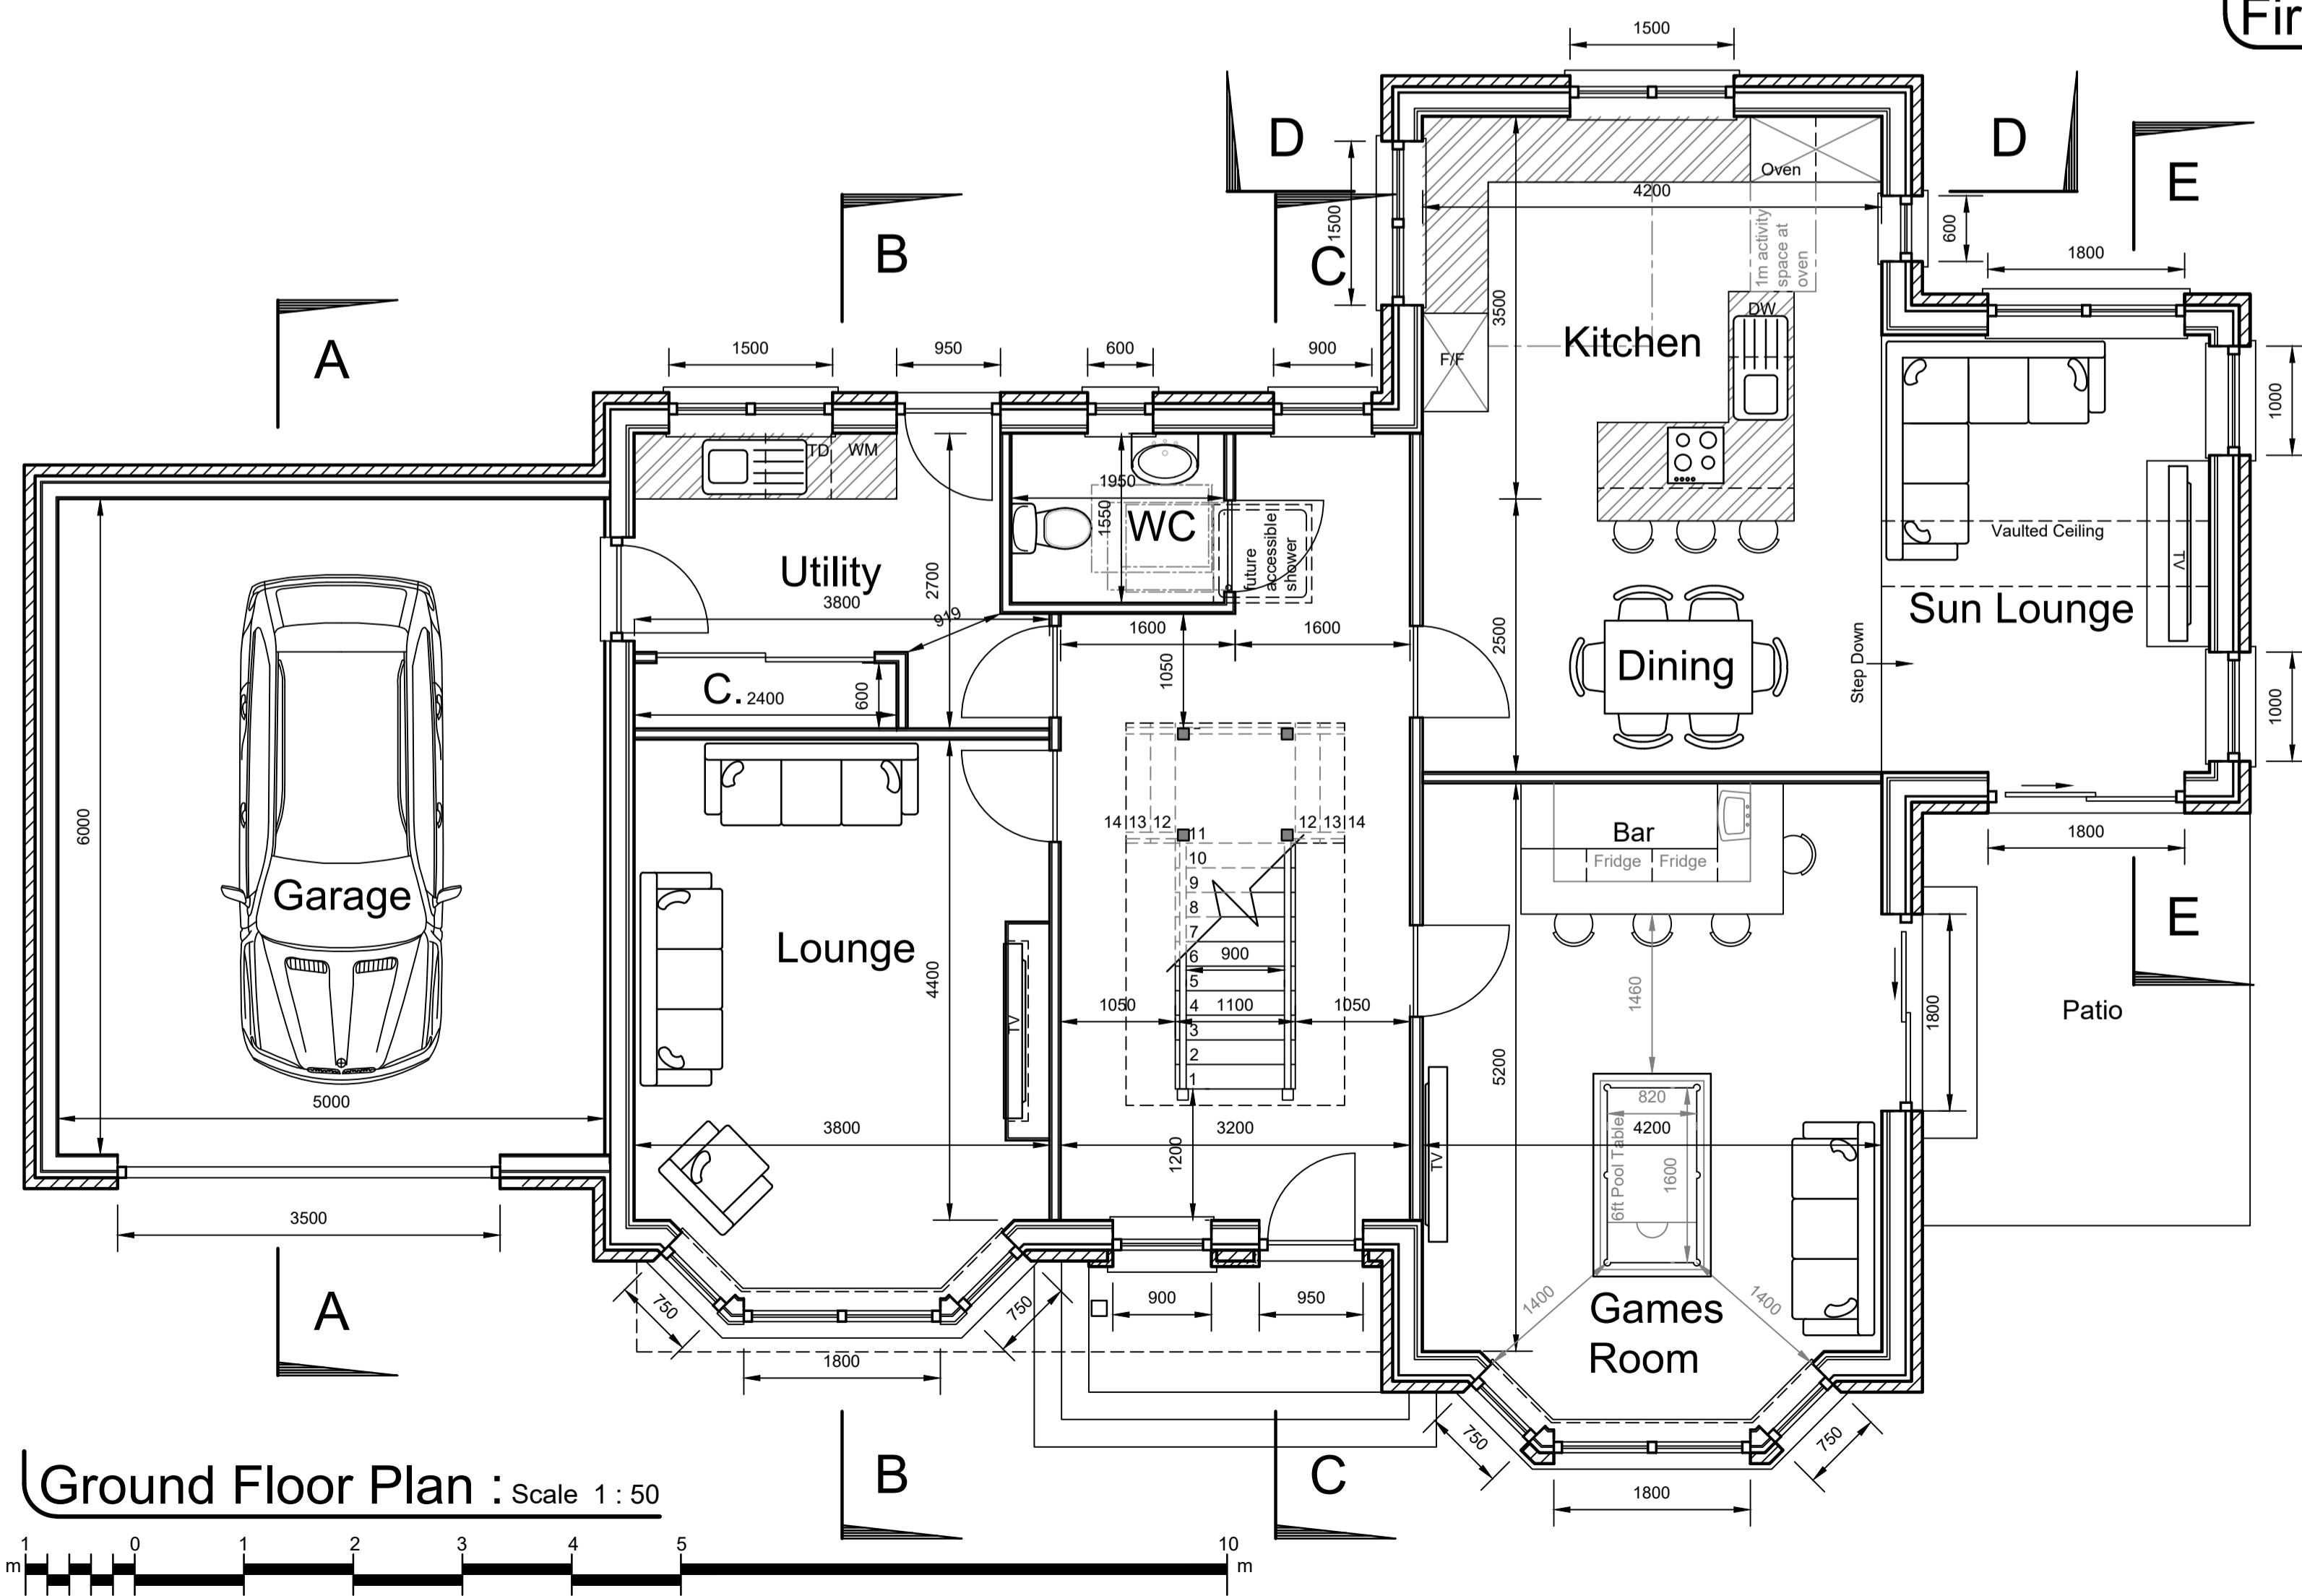 Fir
1500
D
D
E
Oven
4200
1500
1m activity
space at
oven
600
1800
B
C
A
1500
950
600
900
3500
DW
Kitchen
F/F
1000
TD
WM
1950
1550
WC
future
accessible
shower
Vaulted Ceiling
TV
Utility
3800
2700
919
Sun Lounge
1600
1600
1050
2500
Dining
Step Down
C.
2400
600
1000
6000
14
13
12
11
12
13
14
10
9
8
7
6
5
4
3
2
1
900
1050
1100
1050
Bar
Fridge
Fridge
1800
Garage
Lounge
4400
TV
E
1460
1800
Patio
5200
5000
3800
3200
1200
TV
820
4200
6ft Pool Table
1600
3500
A
750
750
1800
900
950
1400
1400
Games
Room
750
750
1800
B
C
Ground Floor Plan : Scale 1 : 50
1
0
1
2
3
4
5
10
m
m